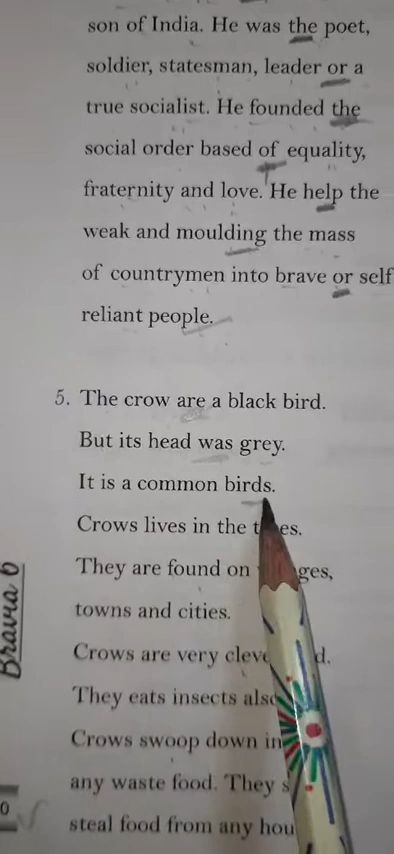 son of India. He was the poet,
soldier, statesman, leader or a
true socialist. He founded the
social order based of equality,
fraternity and love. He help the
weak and moulding the mass
of countrymen into brave or self
reliant people.
5. The crow are a black bird.
But its head was grey.
It is a common birds.
Crows lives in the
They are found on
towns and cities.
Crows are very
They eats insects
Crows swoop down in
any waste food. They
steal food from any
Bravia 6
0